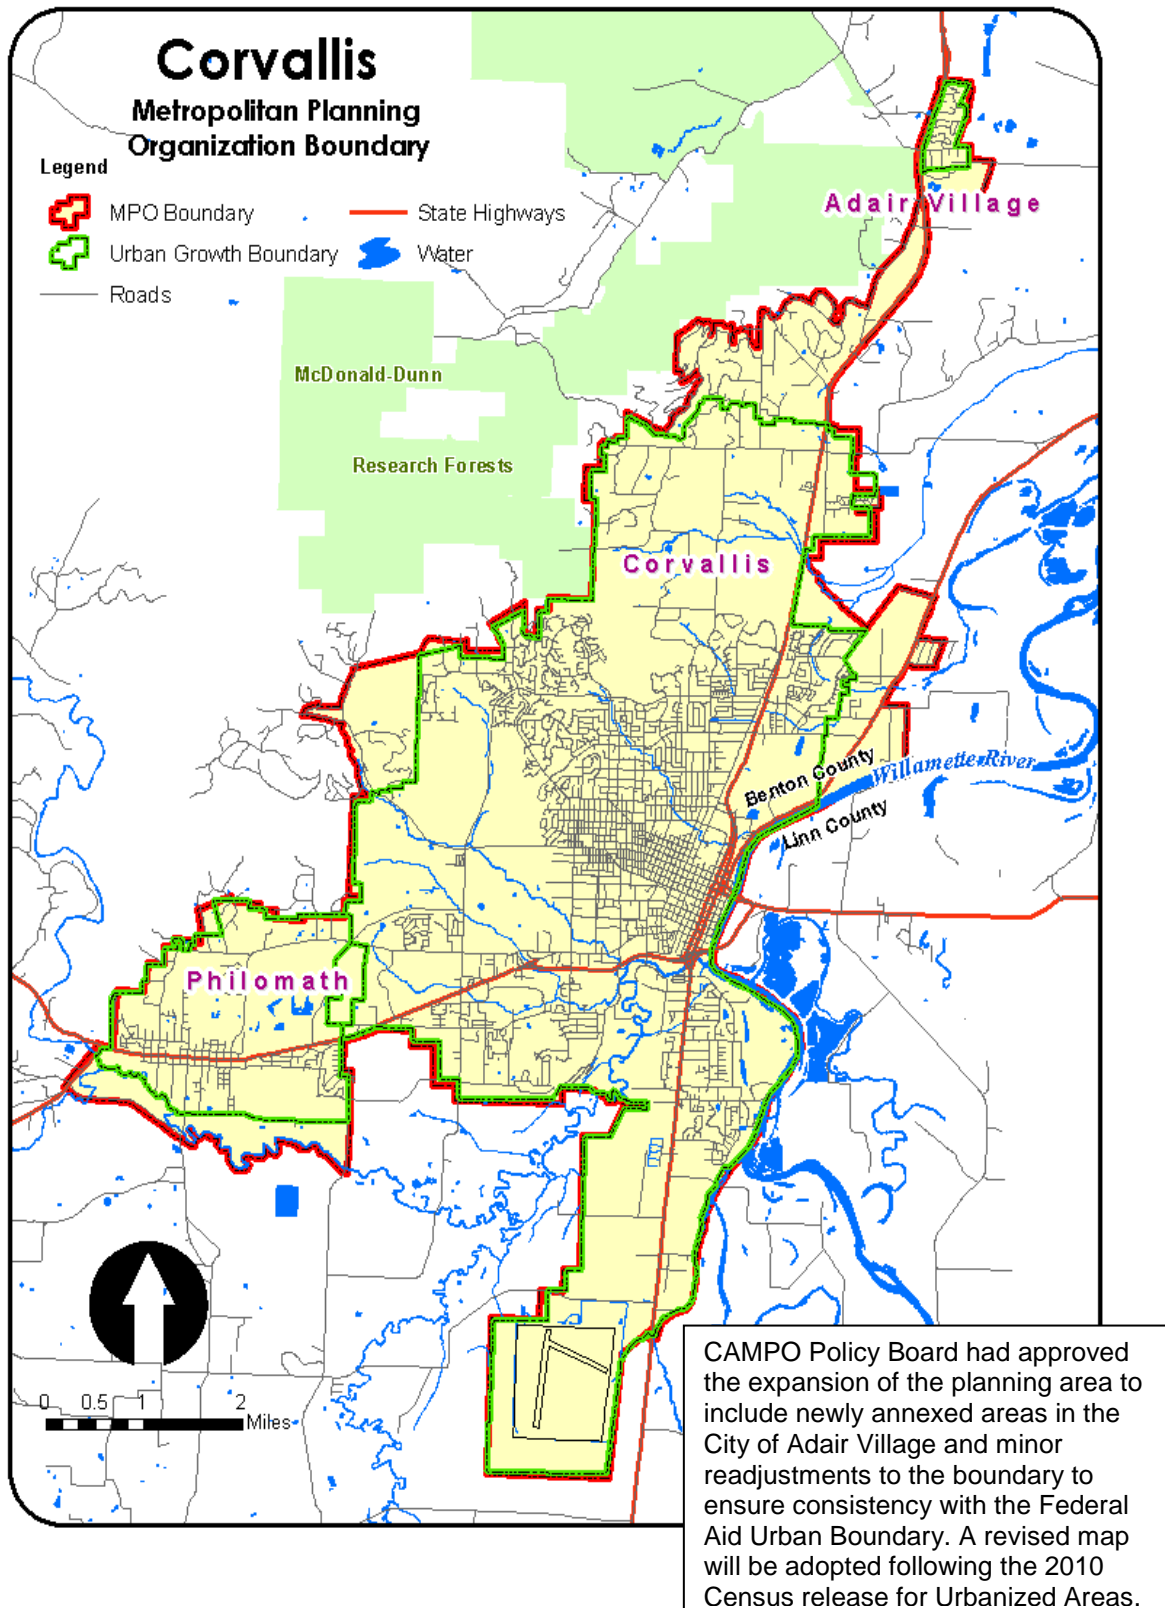 Corvallis
Metropolitan Planning
Organization Boundary
Legend
MPO Boundary
State Highways
Urban Growth Boundary
Water
Roads
Adair Village
McDonald-Dunn
Research Forests
Corvallis
Benton County
Willamette River
Linn County
Philomath
0 0.5 1 2
Miles
CAMPO Policy Board had approved
the expansion of the planning area to
include newly annexed areas in the
City of Adair Village and minor
readjustments to the boundary to
ensure consistency with the Federal
Aid Urban Boundary. A revised map
will be adopted following the 2010
Census release for Urbanized Areas.